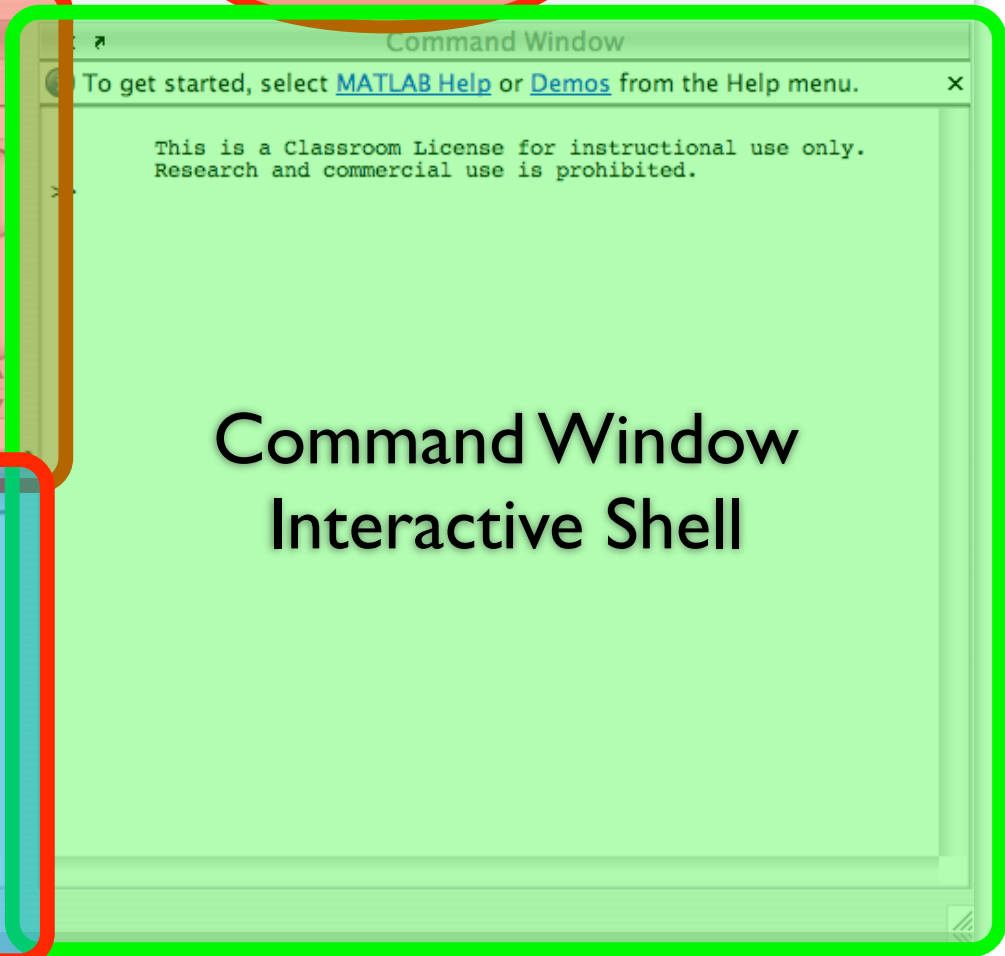 Command Window
To get started, select MATLAB Help or Demos from the Help menu.
This is a Classroom License for instructional use only.
Research and commercial use is prohibited.
>>
Command Window
Interactive Shell